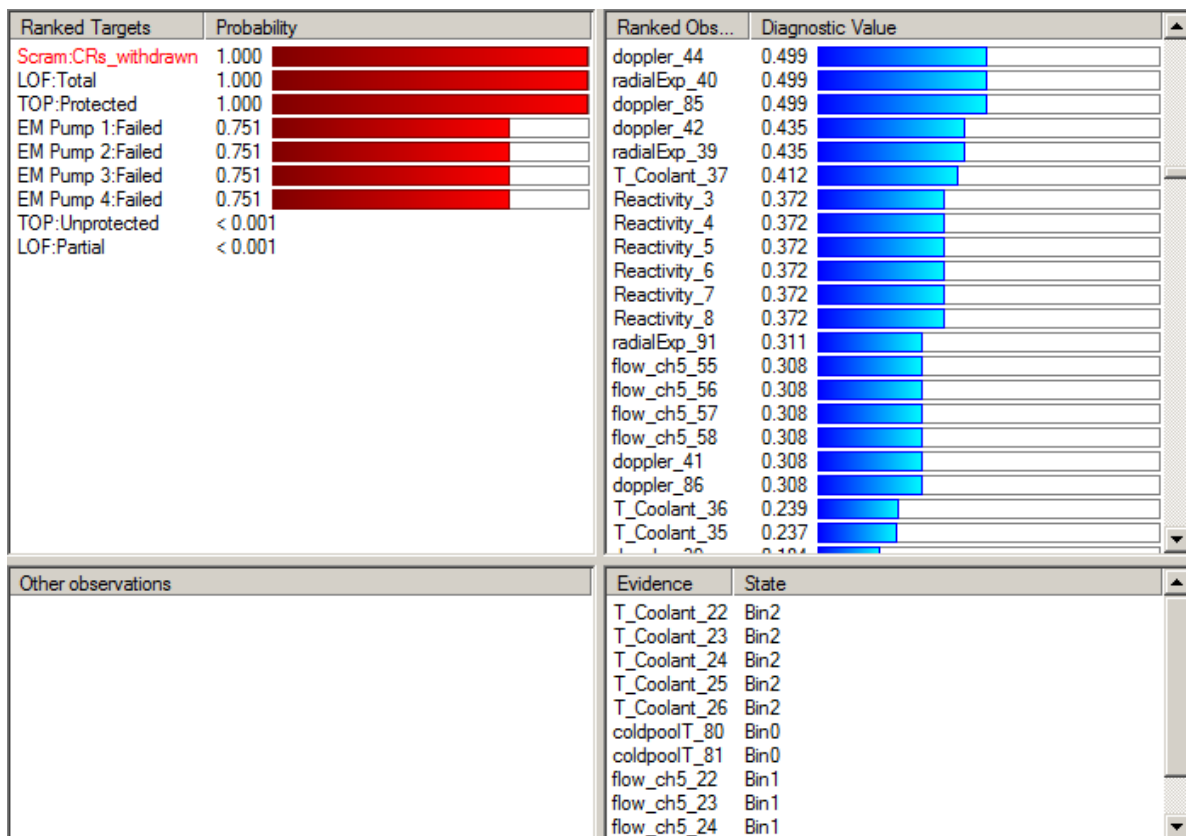 Ranked Targets Probability
Scram:CRs_withdrawn 1.000
LOF:Total 1.000
TOP:Protected 1.000
EM Pump 1:Failed 0.751
EM Pump 2:Failed 0.751
EM Pump 3:Failed 0.751
EM Pump 4:Failed 0.751
TOP:Unprotected < 0.001
LOF:Partial < 0.001
Ranked Obs... Diagnostic Value
doppler_44 0.499
radialExp_40 0.499
doppler_85 0.499
doppler_42 0.435
radialExp_39 0.435
T_Coolant_37 0.412
Reactivity_3 0.372
Reactivity_4 0.372
Reactivity_5 0.372
Reactivity_6 0.372
Reactivity_7 0.372
Reactivity_8 0.372
radialExp_91 0.311
flow_ch5_55 0.308
flow_ch5_56 0.308
flow_ch5_57 0.308
flow_ch5_58 0.308
doppler_41 0.308
doppler_86 0.308
T_Coolant_36 0.239
T_Coolant_35 0.237
Other observations
Evidence State
T_Coolant_22 Bin2
T_Coolant_23 Bin2
T_Coolant_24 Bin2
T_Coolant_25 Bin2
T_Coolant_26 Bin2
coldpoolT_80 Bin0
coldpoolT_81 Bin0
flow_ch5_22 Bin1
flow_ch5_23 Bin1
flow_ch5_24 Bin1